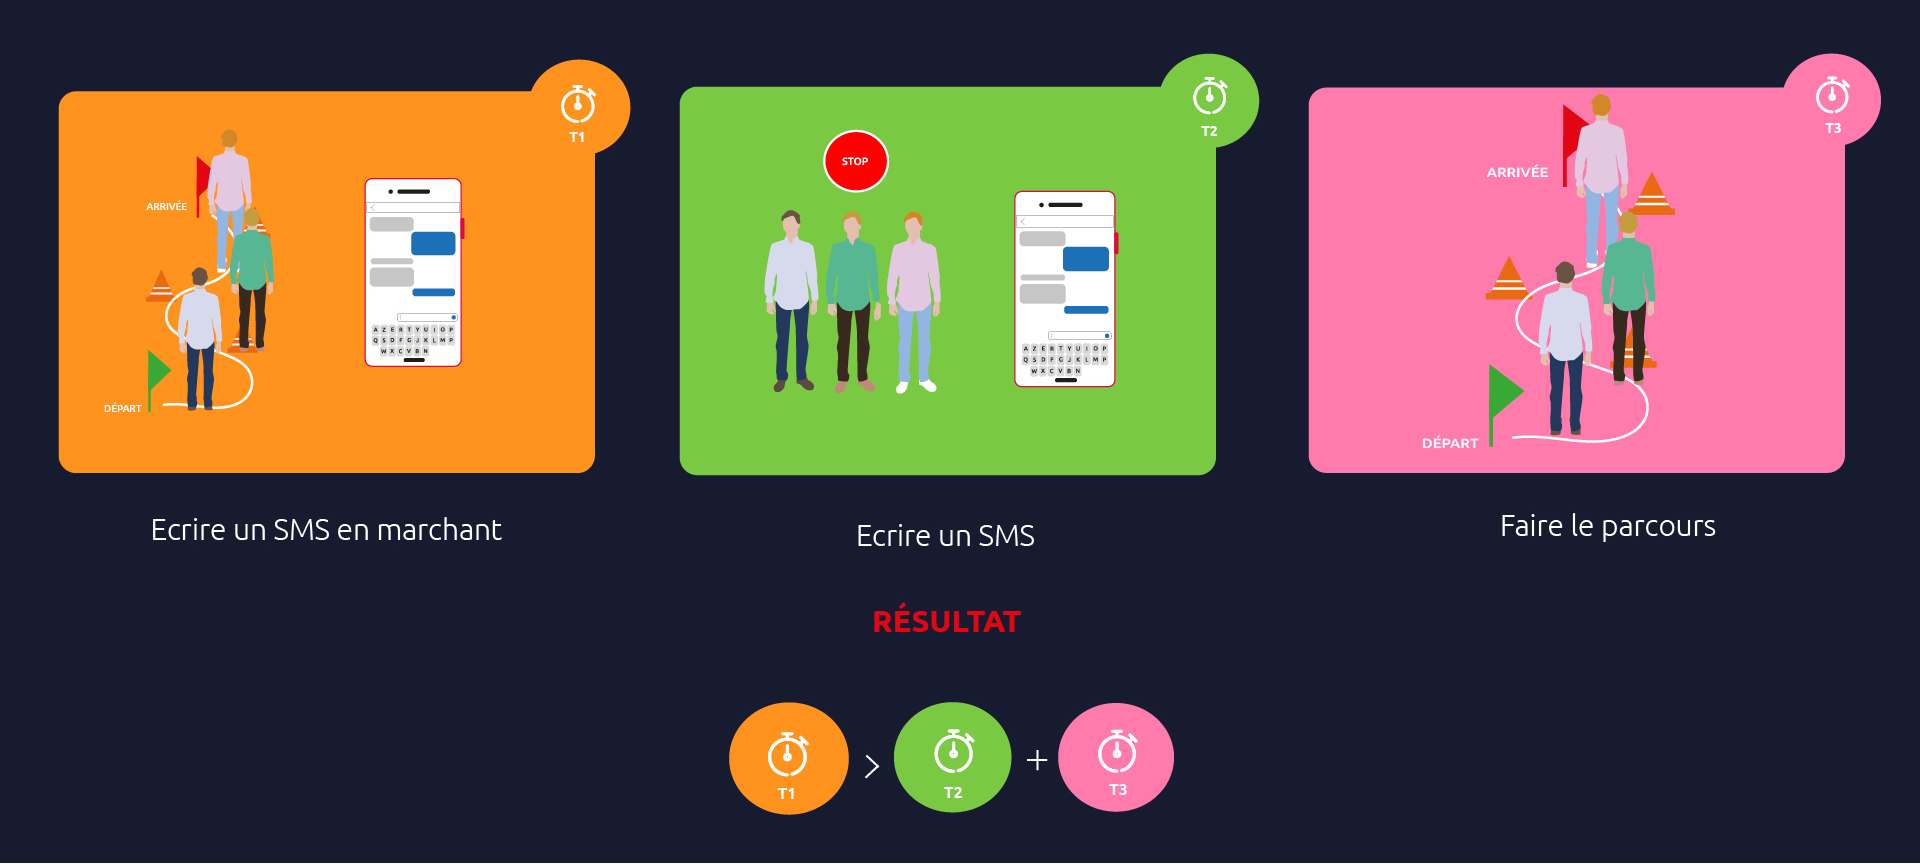 T1
ARRIVÉE
DÉPART
A Z E R T Y U I O P
Q S D F G J K L M P
W X C V B N
Ecrire un SMS en marchant
T2
STOP
A Z E R T Y U I O P
Q S D F G J K L M P
W X C V B N
Ecrire un SMS
T3
ARRIVÉE
DÉPART
Faire le parcours
RÉSULTAT
T1 > T2 + T3